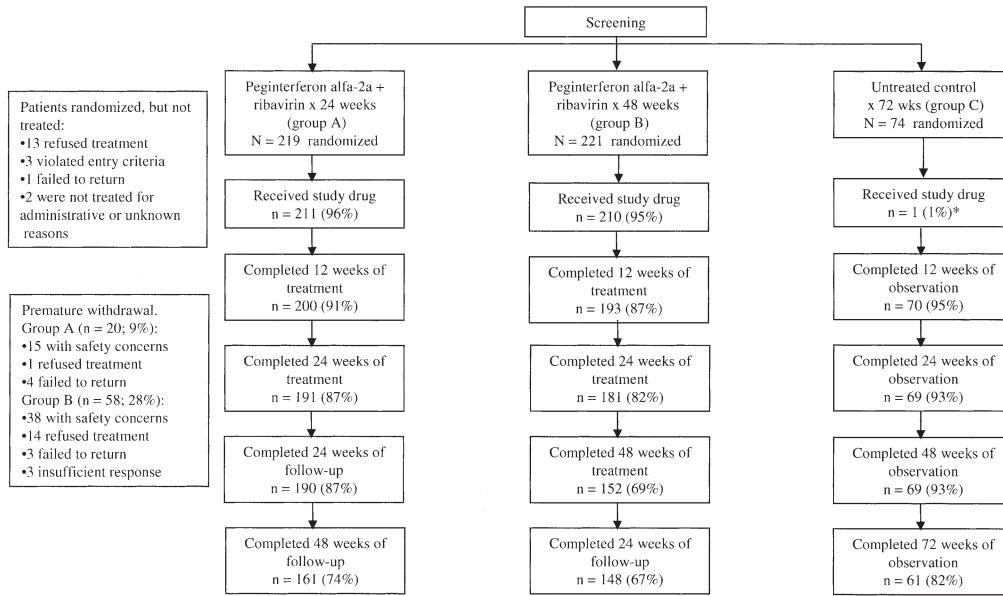 Screening
Peginterferon alfa-2a +
ribavirin x 24 weeks
(group A)
N = 219 randomized
Peginterferon alfa-2a +
ribavirin x 48 weeks
(group B)
N = 221 randomized
Untreated control
x 72 wks (group C)
N = 74 randomized
Patients randomized, but not
treated:
•13 refused treatment
•3 violated entry criteria
•1 failed to return
•2 were not treated for
administrative or unknown
reasons
Received study drug
n = 211 (96%)
Received study drug
n = 210 (95%)
Received study drug
n = 1 (1%)*
Completed 12 weeks of
treatment
n = 200 (91%)
Completed 12 weeks of
treatment
n = 193 (87%)
Completed 12 weeks of
observation
n = 70 (95%)
Premature withdrawal.
Group A (n = 20; 9%):
•15 with safety concerns
•1 refused treatment
•4 failed to return
Group B (n = 58; 28%):
•38 with safety concerns
•14 refused treatment
•3 failed to return
•3 insufficient response
Completed 24 weeks of
treatment
n = 191 (87%)
Completed 24 weeks of
treatment
n = 181 (82%)
Completed 24 weeks of
observation
n = 69 (93%)
Completed 24 weeks of
follow-up
n = 190 (87%)
Completed 48 weeks of
treatment
n = 152 (69%)
Completed 48 weeks of
observation
n = 69 (93%)
Completed 48 weeks of
follow-up
n = 161 (74%)
Completed 24 weeks of
follow-up
n = 148 (67%)
Completed 72 weeks of
observation
n = 61 (82%)